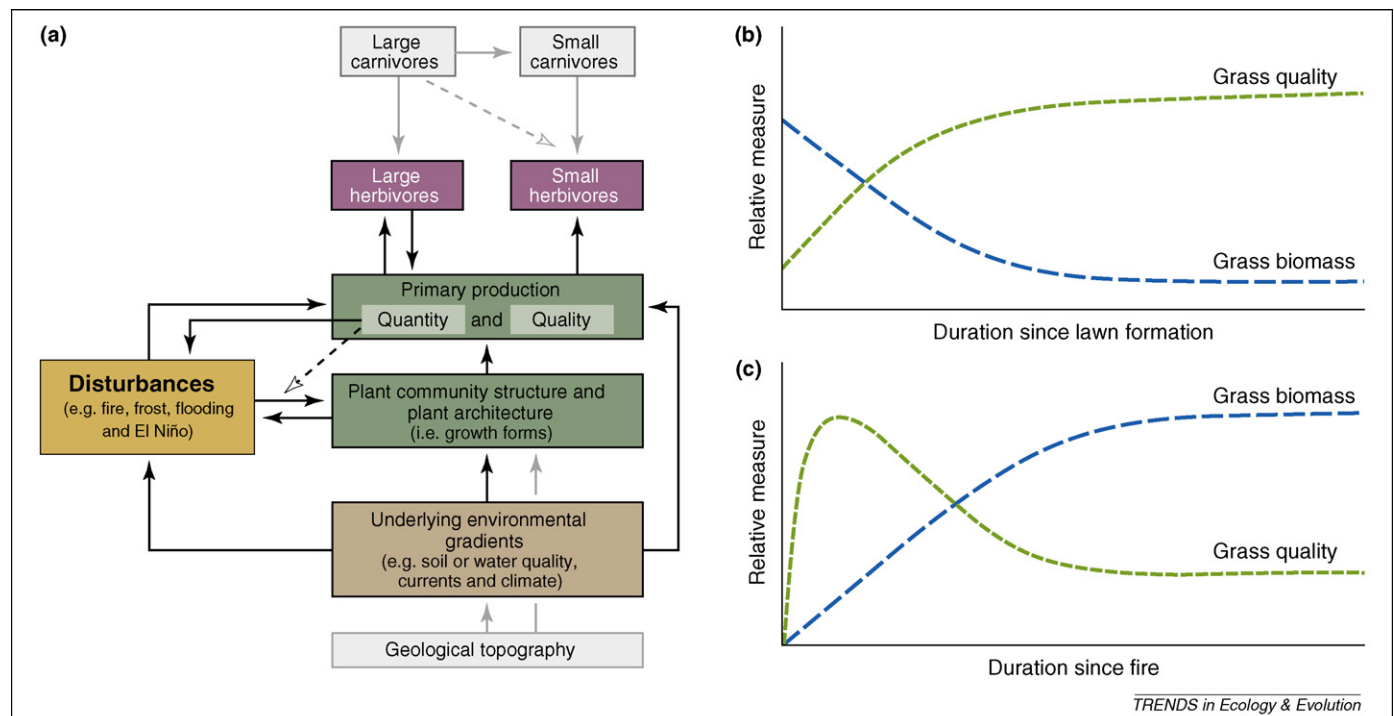 (a)
Large
carnivores
Small
carnivores
Large
herbivores
Small
herbivores
Primary production
Quantity and Quality
Disturbances
(e.g. fire, frost, flooding
and El Niño)
Plant community structure and
plant architecture
(i.e. growth forms)
Underlying environmental
gradients
(e.g. soil or water quality,
currents and climate)
Geological topography
(b)
Relative measure
Grass quality
Grass biomass
Duration since lawn formation
(c)
Relative measure
Grass biomass
Grass quality
Duration since fire
TRENDS in Ecology & Evolution